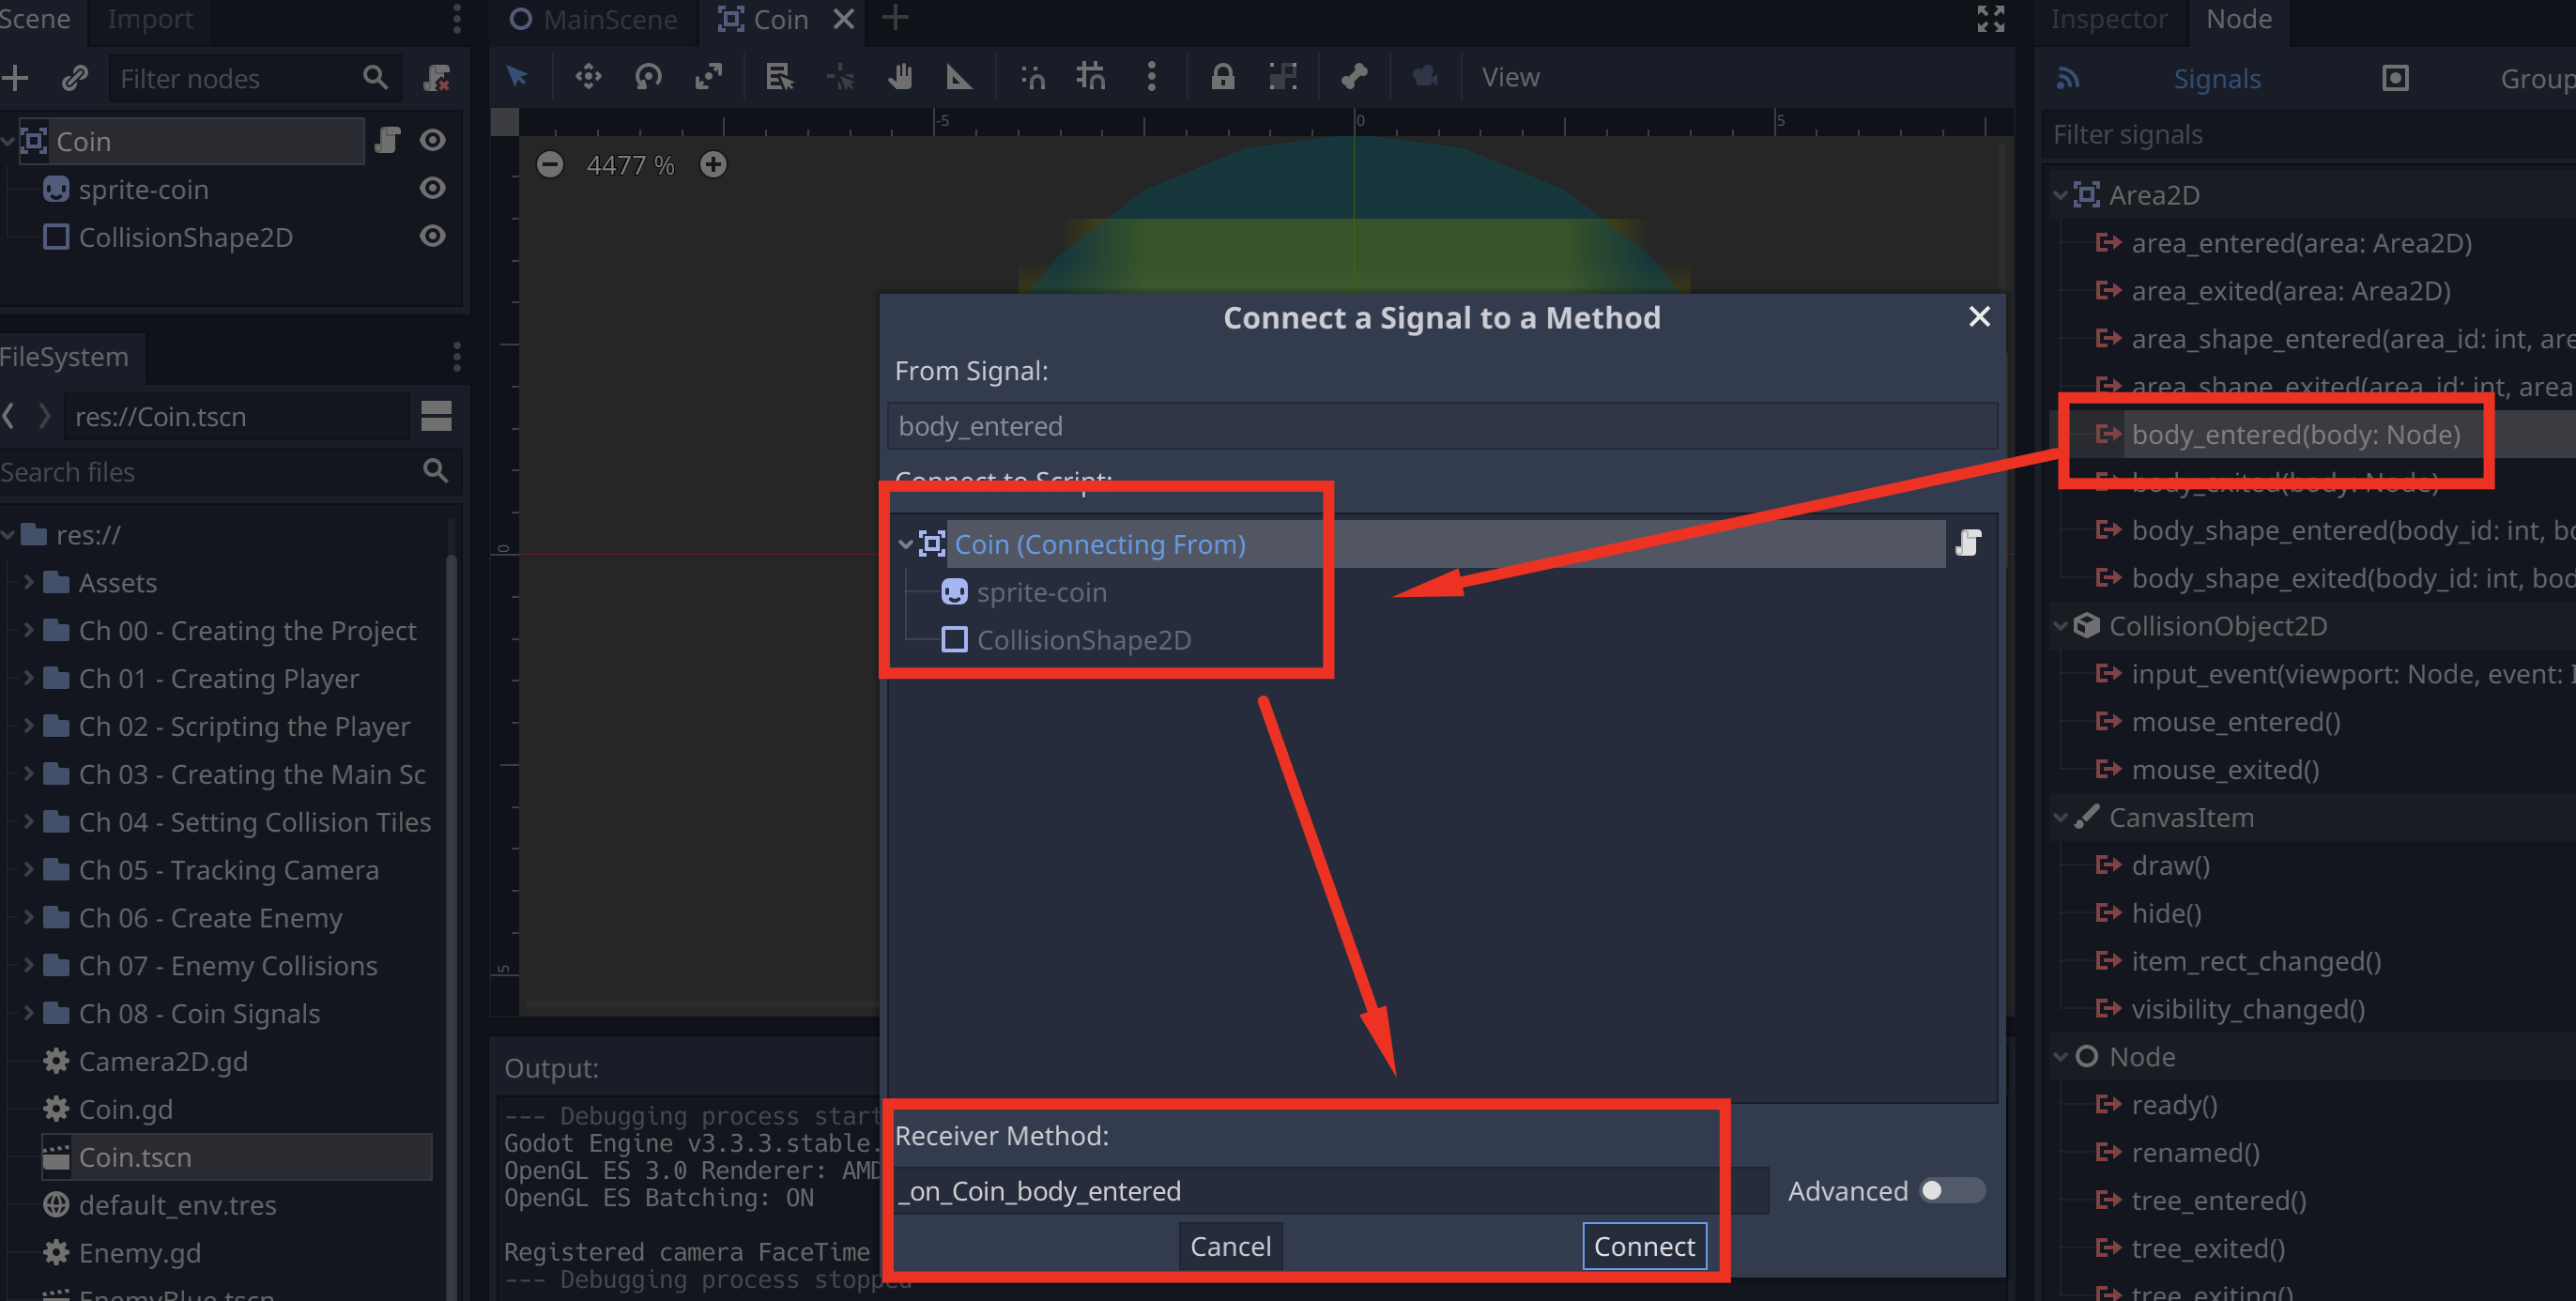 Scene
Import
Filter nodes
Coin
sprite-coin
CollisionShape2D
FileSystem
res://Coin.tscn
Search files
res://
Assets
Ch 00 - Creating the Project
Ch 01 - Creating Player
Ch 02 - Scripting the Player
Ch 03 - Creating the Main Sc
Ch 04 - Setting Collision Tiles
Ch 05 - Tracking Camera
Ch 06 - Create Enemy
Ch 07 - Enemy Collisions
Ch 08 - Coin Signals
Camera2D.gd
Coin.gd
Coin.tscn
default_env.tres
Enemy.gd
EnemyBlue.tscn
MainScene
Coin
View
-5
0
5
4477 %
0
5
Connect a Signal to a Method
From Signal:
body_entered
Connect to Script:
Coin (Connecting From)
sprite-coin
CollisionShape2D
Receiver Method:
_on_Coin_body_entered
Advanced
Cancel
Connect
Output:
--- Debugging process start
Godot Engine v3.3.3.stable.
OpenGL ES 3.0 Renderer: AMD
OpenGL ES Batching: ON
Registered camera FaceTime
--- Debugging process stopped
Inspector
Node
Signals
Group
Filter signals
Area2D
area_entered(area: Area2D)
area_exited(area: Area2D)
area_shape_entered(area_id: int, are
area_shape_exited(area_id: int, area
body_entered(body: Node)
body_exited(body: Node)
body_shape_entered(body_id: int, bo
body_shape_exited(body_id: int, bod
CollisionObject2D
input_event(viewport: Node, event: I
mouse_entered()
mouse_exited()
CanvasItem
draw()
hide()
item_rect_changed()
visibility_changed()
Node
ready()
renamed()
tree_entered()
tree_exited()
tree_exiting()